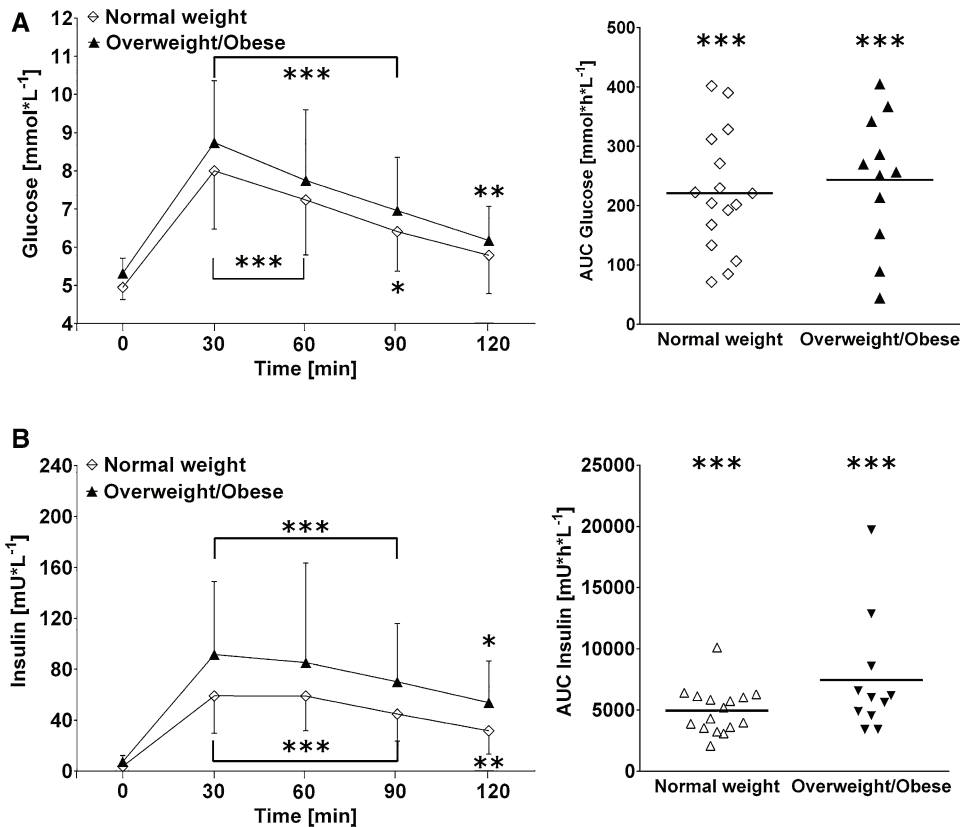 A
Normal weight
Overweight/Obese
12
11
10
9
8
7
6
5
4
Glucose [mmol*L-1]
***
***
**
*
0 30 60 90 120
Time [min]
500
400
300
200
100
0
AUC Glucose [mmol*h*L-1]
*** ***
Normal weight Overweight/Obese
B
Normal weight
Overweight/Obese
240
200
160
120
80
40
0
Insulin [mU*L-1]
***
*
***
**
0 30 60 90 120
Time [min]
25000
20000
15000
10000
5000
0
AUC Insulin [mU*h*L-1]
*** ***
Normal weight Overweight/Obese